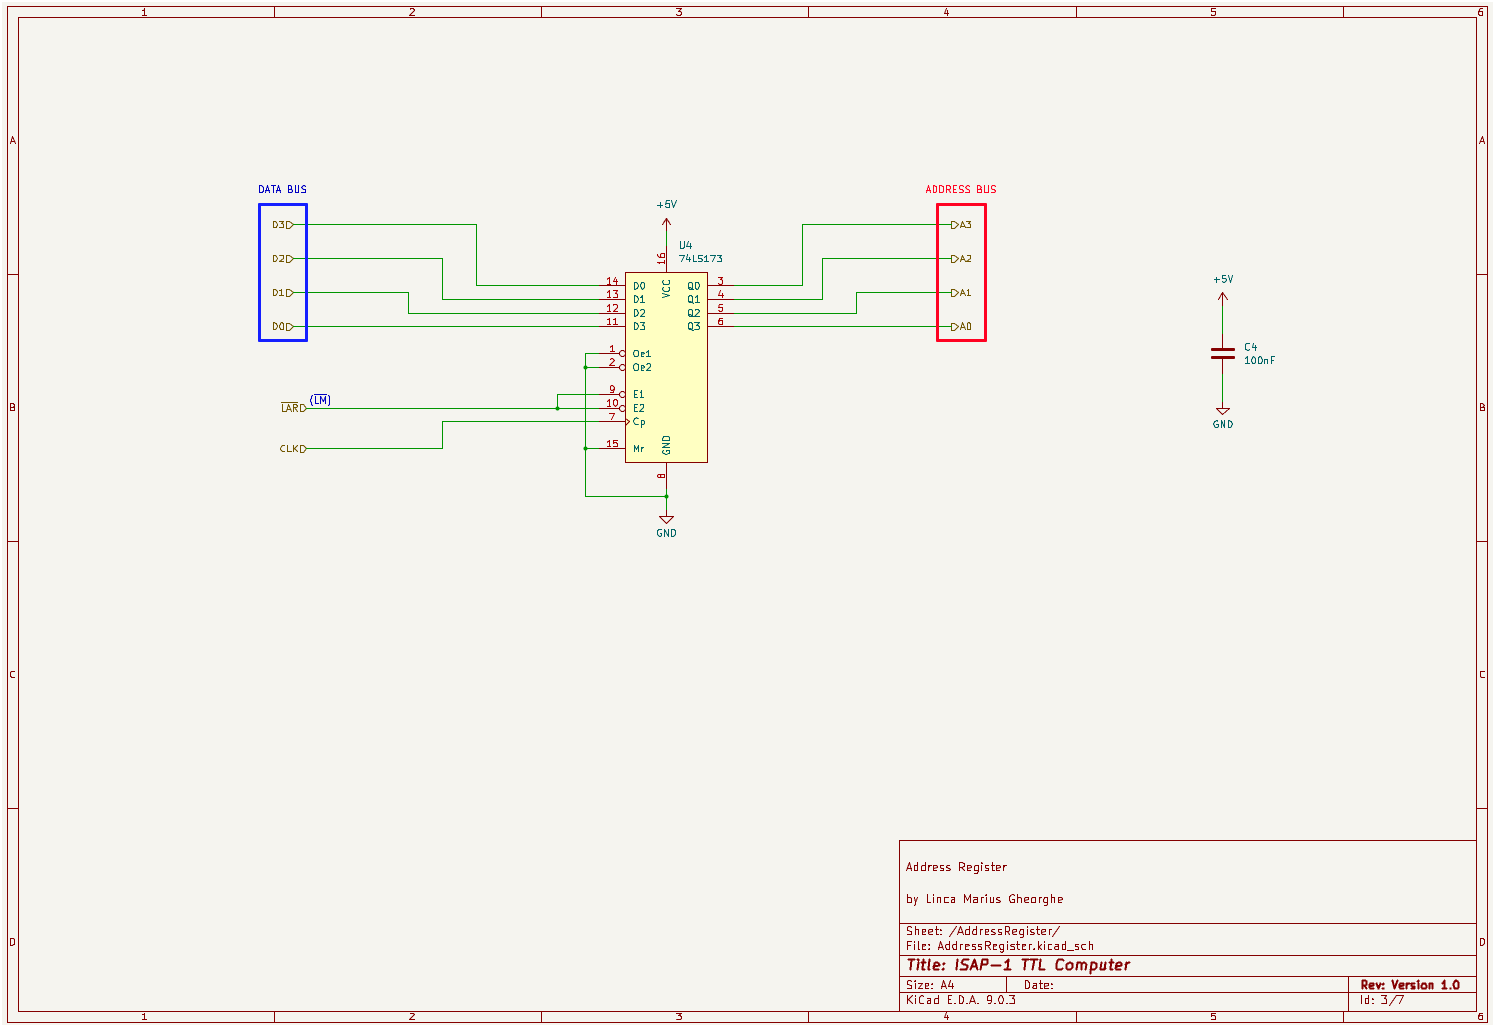 1 2 3 4 5 6
A A
DATA BUS ADDRESS BUS
+5V
D3 A3
U4
74LS173
D2 A2
16 VCC
+5V
14 D0 Q0 3
D1 A1
13 D1 Q1 4
12 D2 Q2 5
D0 11 D3 Q3 6 A0
C4
100nF
1 Oe1
2 Oe2
9 E1
LAR (LM) 10 E2
B B
7 Cp
GND
CLK 15 Mr GND
8
GND
C C
Address Register
by Linca Marius Gheorghe
Sheet: /AddressRegister/
File: AddressRegister.kicad_sch
D D
Title: ISAP-1 TTL Computer
Size: A4 Date: Rev: Version 1.0
KiCad E.D.A. 9.0.3 Id: 3/7
1 2 3 4 5 6